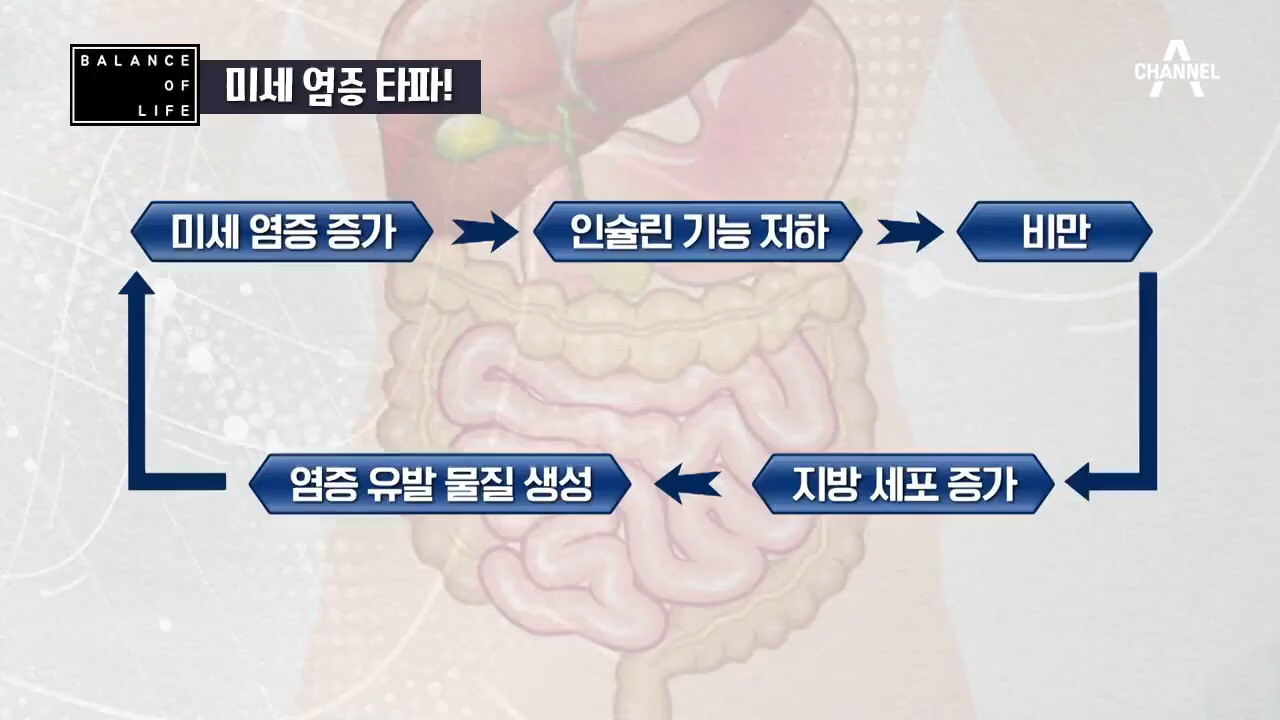 BALANCE
OF
LIFE
미세 염증 타파!
CHANNEL A
미세 염증 증가
인슐린 기능 저하
비만
지방 세포 증가
염증 유발 물질 생성